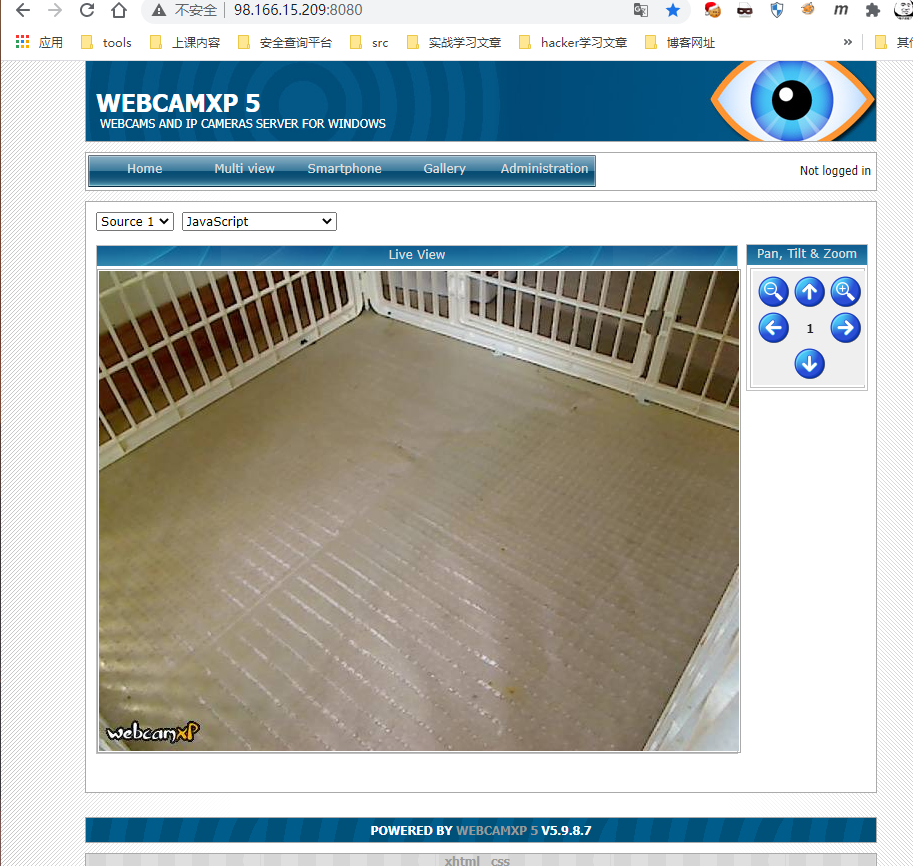 不安全 98.166.15.209:8080
应用 tools 上课内容 安全查询平台 src 实战学习文章 hacker学习文章 博客网址 » 其他
WEBCAMXP 5
WEBCAMS AND IP CAMERAS SERVER FOR WINDOWS
Home Multi view Smartphone Gallery Administration Not logged in
Source 1 JavaScript
Live View Pan, Tilt & Zoom
1
webcamXP
POWERED BY WEBCAMXP 5 V5.9.8.7
xhtml css